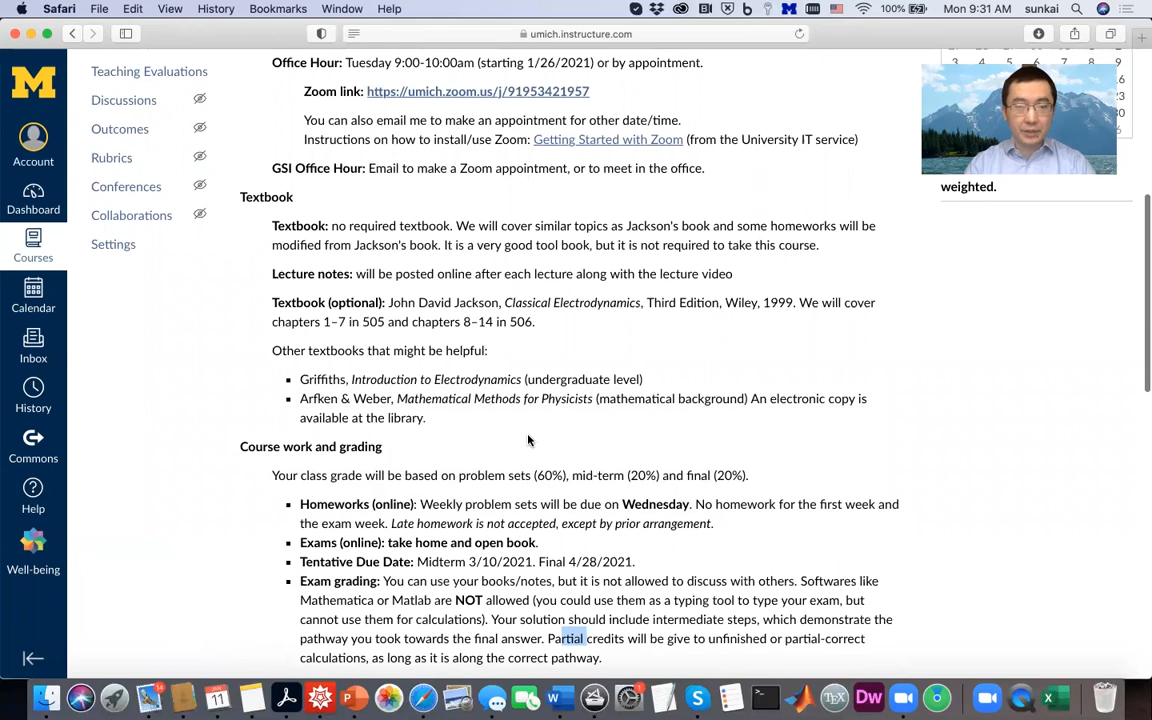 Safari File Edit View History Bookmarks Window Help 100% Mon 9:31 AM sunkai
umich.instructure.com
Account
Dashboard
Courses
Calendar
Inbox
History
Commons
Help
Well-being
Teaching Evaluations
Discussions
Outcomes
Rubrics
Conferences
Collaborations
Settings
Office Hour: Tuesday 9:00-10:00am (starting 1/26/2021) or by appointment.
Zoom link: https://umich.zoom.us/j/91953421957
You can also email me to make an appointment for other date/time.
Instructions on how to install/use Zoom: Getting Started with Zoom (from the University IT service)
GSI Office Hour: Email to make a Zoom appointment, or to meet in the office.
Textbook
Textbook: no required textbook. We will cover similar topics as Jackson's book and some homeworks will be
modified from Jackson's book. It is a very good tool book, but it is not required to take this course.
Lecture notes: will be posted online after each lecture along with the lecture video
Textbook (optional): John David Jackson, Classical Electrodynamics, Third Edition, Wiley, 1999. We will cover
chapters 1–7 in 505 and chapters 8–14 in 506.
Other textbooks that might be helpful:
Griffiths, Introduction to Electrodynamics (undergraduate level)
Arfken & Weber, Mathematical Methods for Physicists (mathematical background) An electronic copy is
available at the library.
Course work and grading
Your class grade will be based on problem sets (60%), mid-term (20%) and final (20%).
Homeworks (online): Weekly problem sets will be due on Wednesday. No homework for the first week and
the exam week. Late homework is not accepted, except by prior arrangement.
Exams (online): take home and open book.
Tentative Due Date: Midterm 3/10/2021. Final 4/28/2021.
Exam grading: You can use your books/notes, but it is not allowed to discuss with others. Softwares like
Mathematica or Matlab are NOT allowed (you could use them as a typing tool to type your exam, but
cannot use them for calculations). Your solution should include intermediate steps, which demonstrate the
pathway you took towards the final answer. Partial credits will be give to unfinished or partial-correct
calculations, as long as it is along the correct pathway.
3 4 5 6 7 8 9
weighted.